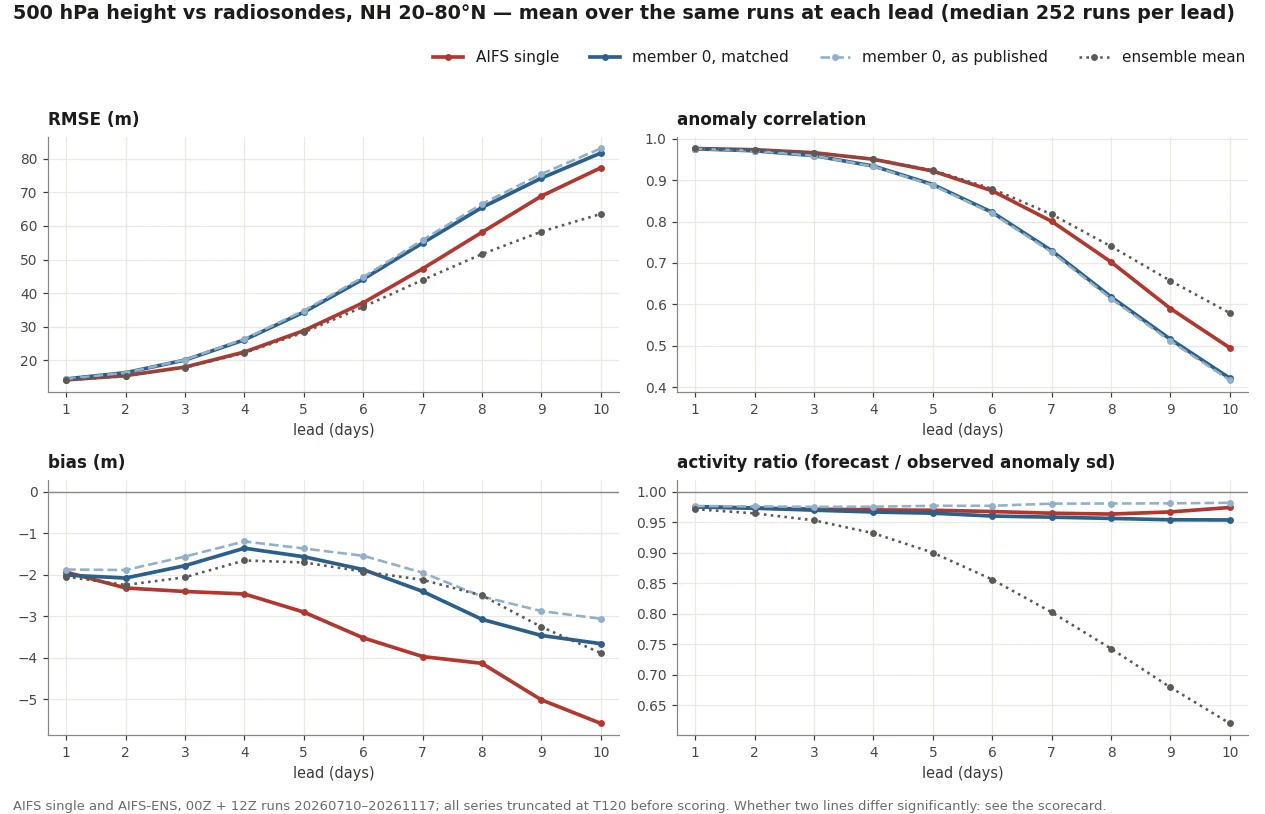 500 hPa height vs radiosondes, NH 20–80°N — mean over the same runs at each lead (median 252 runs per lead)
AIFS single
member 0, matched
member 0, as published
ensemble mean
RMSE (m)
80
70
60
50
40
30
20
1 2 3 4 5 6 7 8 9 10
lead (days)
anomaly correlation
1.0
0.9
0.8
0.7
0.6
0.5
0.4
1 2 3 4 5 6 7 8 9 10
lead (days)
bias (m)
0
−1
−2
−3
−4
−5
1 2 3 4 5 6 7 8 9 10
lead (days)
activity ratio (forecast / observed anomaly sd)
1.00
0.95
0.90
0.85
0.80
0.75
0.70
0.65
1 2 3 4 5 6 7 8 9 10
lead (days)
AIFS single and AIFS-ENS, 00Z + 12Z runs 20260710–20261117; all series truncated at T120 before scoring. Whether two lines differ significantly: see the scorecard.